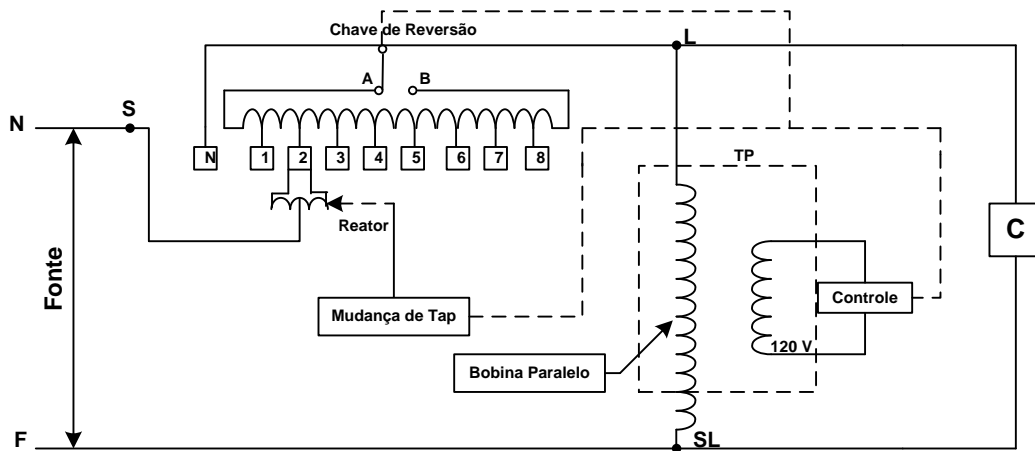 Chave de Reversão
L
A
B
S
N
N
1
2
3
4
5
6
7
8
TP
Reator
C
Fonte
Mudança de Tap
Controle
120 V
Bobina Paralelo
F
SL